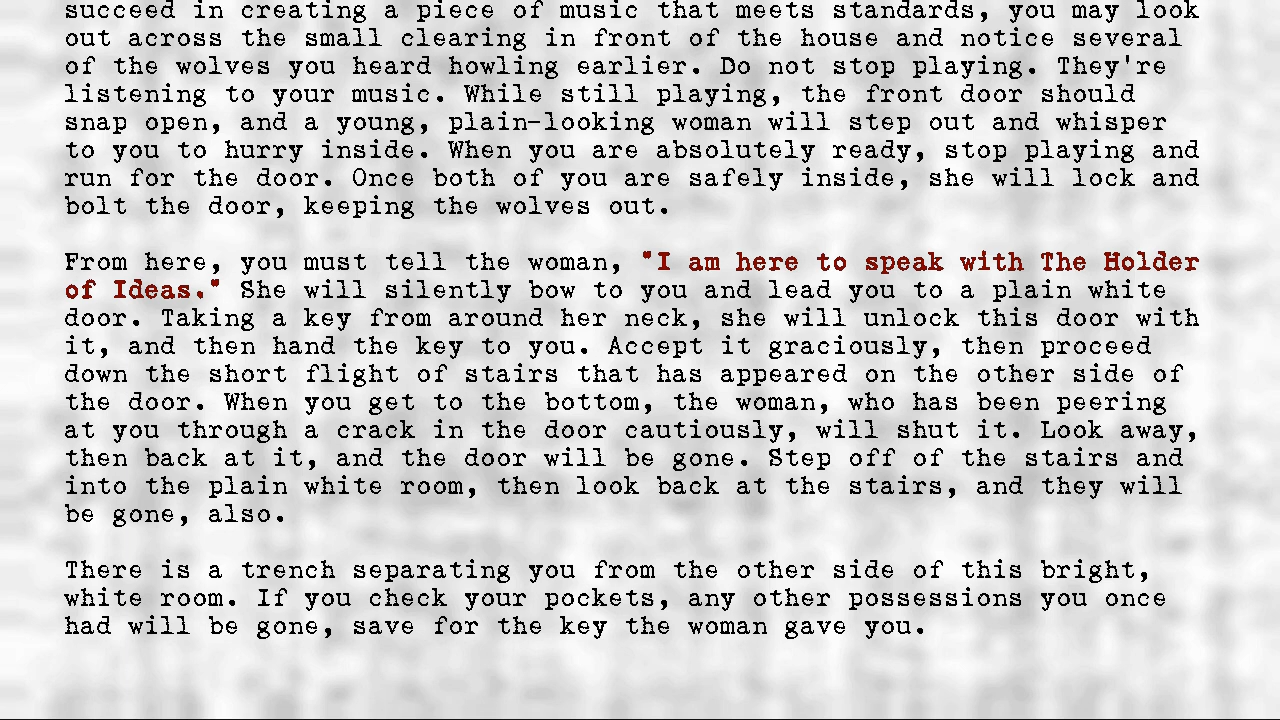 succeed in creating a piece of music that meets standards, you may look
out across the small clearing in front of the house and notice several
of the wolves you heard howling earlier. Do not stop playing. They're
listening to your music. While still playing, the front door should
snap open, and a young, plain-looking woman will step out and whisper
to you to hurry inside. When you are absolutely ready, stop playing and
run for the door. Once both of you are safely inside, she will lock and
bolt the door, keeping the wolves out.
From here, you must tell the woman, "I am here to speak with The Holder
of Ideas." She will silently bow to you and lead you to a plain white
door. Taking a key from around her neck, she will unlock this door with
it, and then hand the key to you. Accept it graciously, then proceed
down the short flight of stairs that has appeared on the other side of
the door. When you get to the bottom, the woman, who has been peering
at you through a crack in the door cautiously, will shut it. Look away,
then back at it, and the door will be gone. Step off of the stairs and
into the plain white room, then look back at the stairs, and they will
be gone, also.
There is a trench separating you from the other side of this bright,
white room. If you check your pockets, any other possessions you once
had will be gone, save for the key the woman gave you.